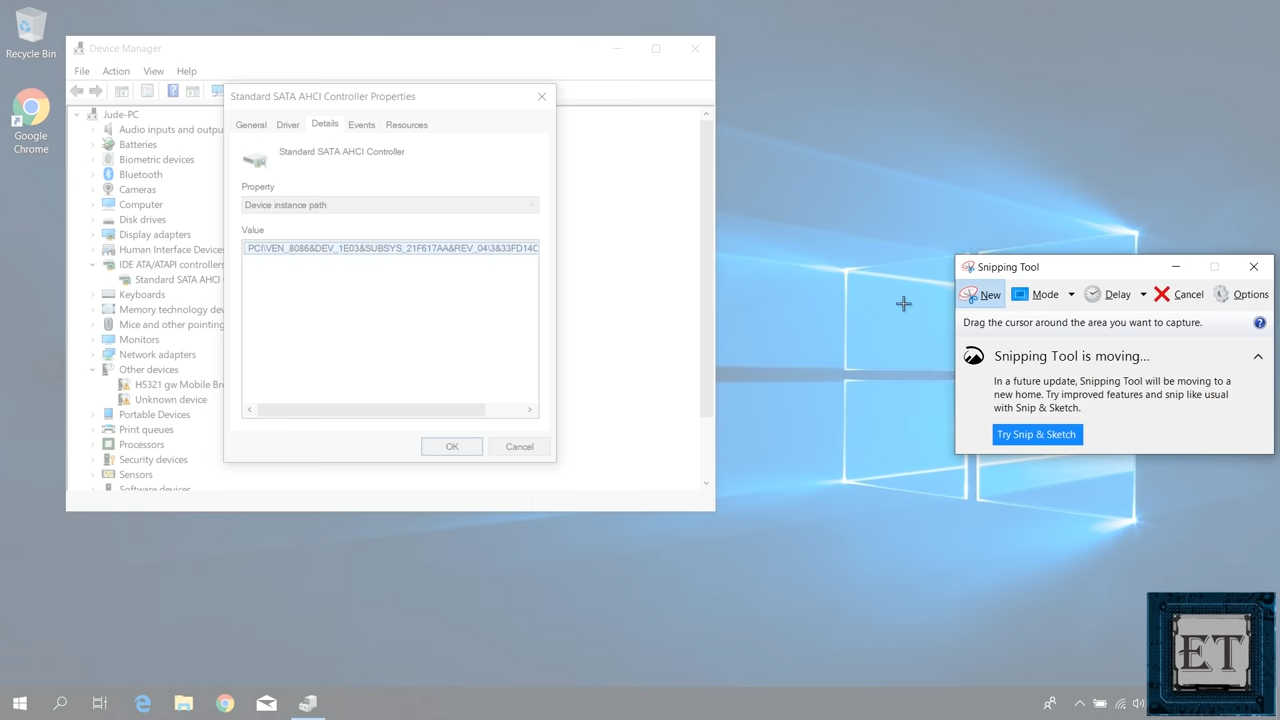 Recycle Bin
Google
Chrome
Device Manager
File Action View Help
Jude-PC
Audio inputs and outpu
Batteries
Biometric devices
Bluetooth
Cameras
Computer
Disk drives
Display adapters
Human Interface Devices
IDE ATA/ATAPI controllers
Standard SATA AHCI
Keyboards
Memory technology dev
Mice and other pointing
Monitors
Network adapters
Other devices
H5321 gw Mobile Br
Unknown device
Portable Devices
Print queues
Processors
Security devices
Sensors
Software devices
Standard SATA AHCI Controller Properties
General Driver Details Events Resources
Standard SATA AHCI Controller
Property
Device instance path
Value
PCI\VEN_8086&DEV_1E03&SUBSYS_21F617AA&REV_04\3&33FD14C
OK Cancel
Snipping Tool
New Mode Delay Cancel Options
Drag the cursor around the area you want to capture.
Snipping Tool is moving...
In a future update, Snipping Tool will be moving to a
new home. Try improved features and snip like usual
with Snip & Sketch.
Try Snip & Sketch
ET